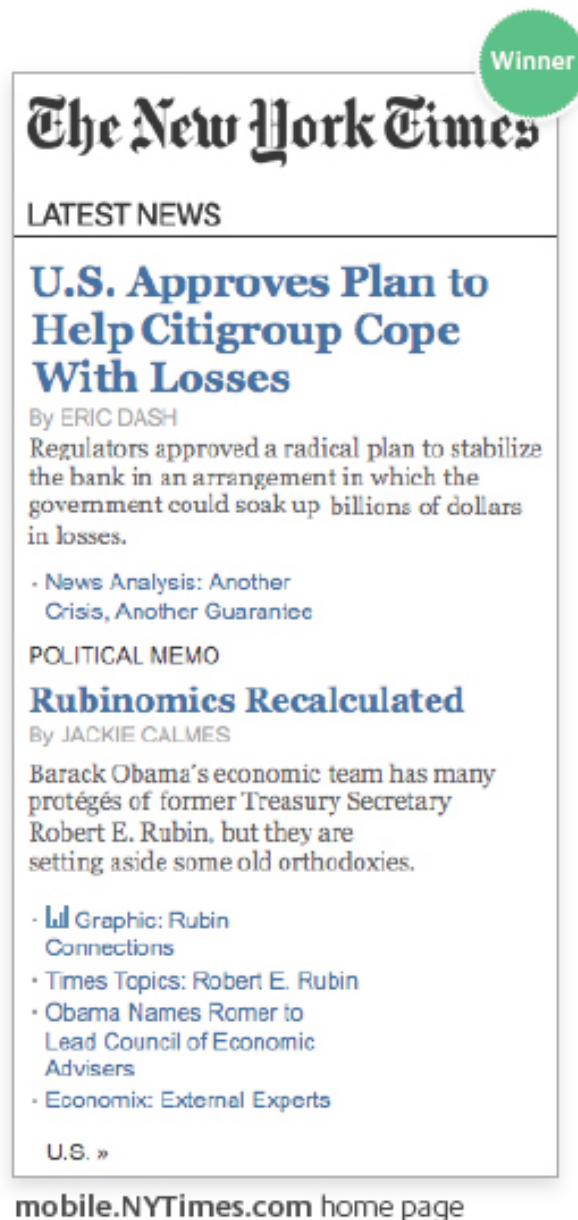 Winner
The New York Times
LATEST NEWS
U.S. Approves Plan to
Help Citigroup Cope
With Losses
By ERIC DASH
Regulators approved a radical plan to stabilize
the bank in an arrangement in which the
government could soak up billions of dollars
in losses.
• News Analysis: Another
Crisis, Another Guarantee
POLITICAL MEMO
Rubinomics Recalculated
By JACKIE CALMES
Barack Obama's economic team has many
protégés of former Treasury Secretary
Robert E. Rubin, but they are
setting aside some old orthodoxies.
• Graphic: Rubin
Connections
• Times Topics: Robert E. Rubin
• Obama Names Romer to
Lead Council of Economic
Advisers
• Economix: External Experts
U.S. »
mobile.NYTimes.com home page